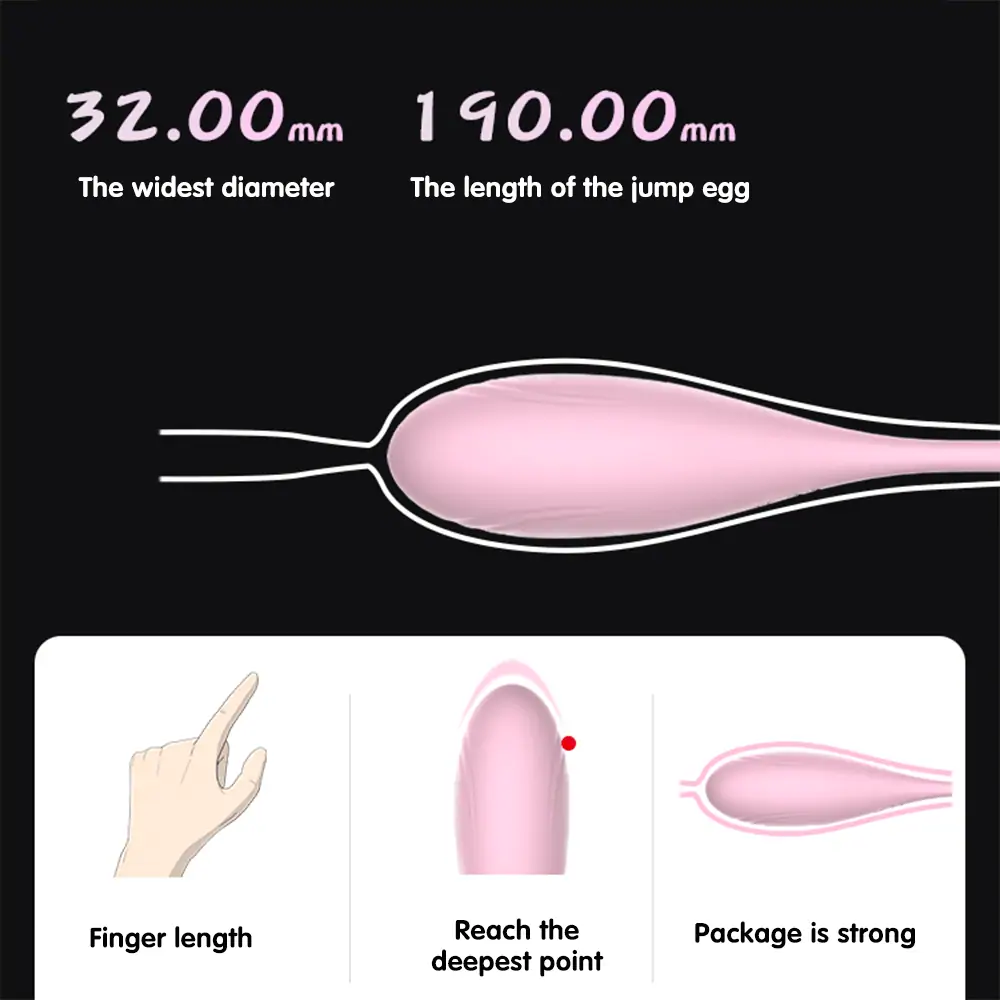 32.00mm 190.00mm
The widest diameter The length of the jump egg
Finger length
Reach the
deepest point
Package is strong